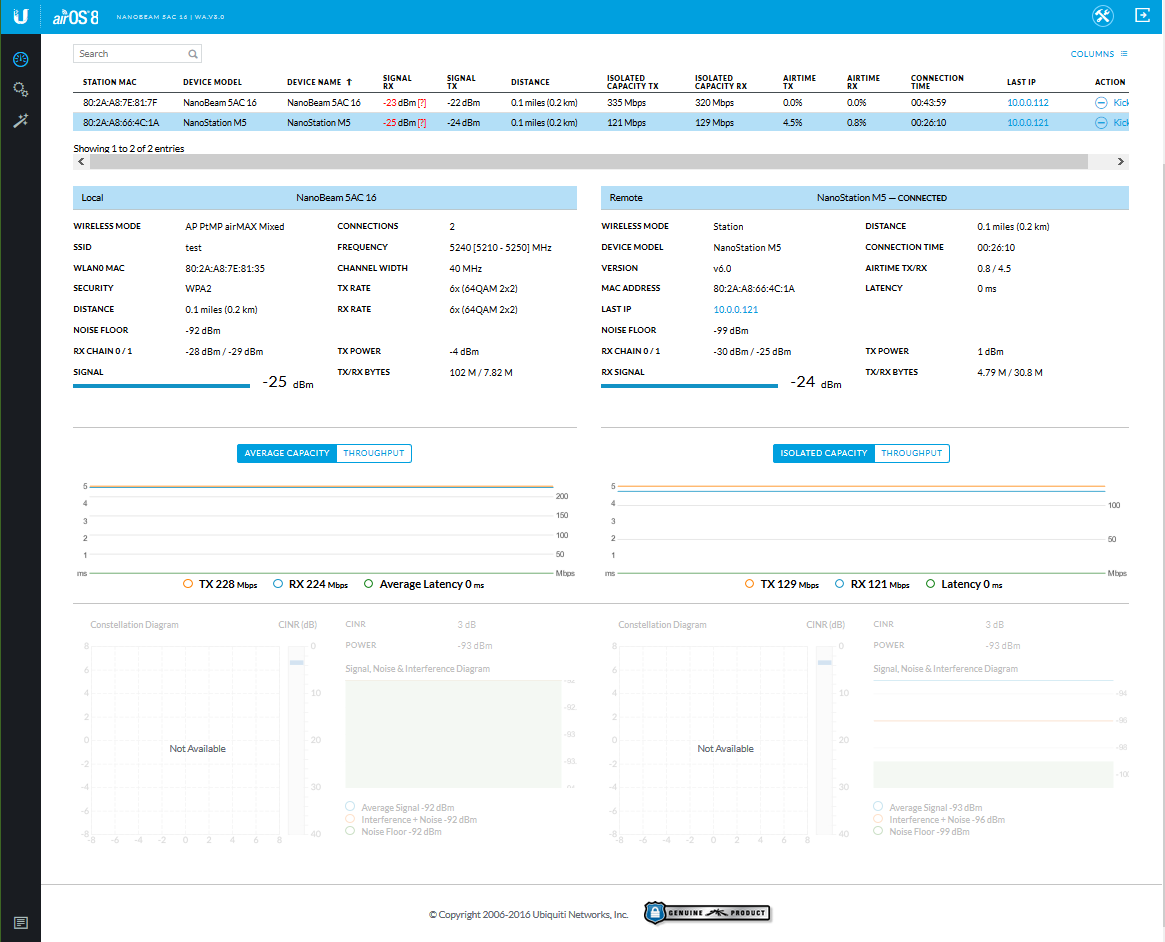 airOS 8 NANOBEAM 5AC 16 | WA.V8.0
Search
COLUMNS
STATION MAC DEVICE MODEL DEVICE NAME SIGNAL RX SIGNAL TX DISTANCE ISOLATED CAPACITY TX ISOLATED CAPACITY RX AIRTIME TX AIRTIME RX CONNECTION TIME LAST IP ACTION
80:2A:A8:7E:81:7F NanoBeam 5AC 16 NanoBeam 5AC 16 -23 dBm [?] -22 dBm 0.1 miles (0.2 km) 335 Mbps 320 Mbps 0.0% 0.0% 00:43:59 10.0.0.112 Kick
80:2A:A8:66:4C:1A NanoStation M5 NanoStation M5 -25 dBm [?] -24 dBm 0.1 miles (0.2 km) 121 Mbps 129 Mbps 4.5% 0.8% 00:26:10 10.0.0.121 Kick
Showing 1 to 2 of 2 entries
Local NanoBeam 5AC 16
WIRELESS MODE AP PtMP airMAX Mixed CONNECTIONS 2
SSID test FREQUENCY 5240 [5210 - 5250] MHz
WLAN0 MAC 80:2A:A8:7E:81:35 CHANNEL WIDTH 40 MHz
SECURITY WPA2 TX RATE 6x (64QAM 2x2)
DISTANCE 0.1 miles (0.2 km) RX RATE 6x (64QAM 2x2)
NOISE FLOOR -92 dBm
RX CHAIN 0 / 1 -28 dBm / -29 dBm TX POWER -4 dBm
SIGNAL -25 dBm TX/RX BYTES 102 M / 7.82 M
Remote NanoStation M5 — CONNECTED
WIRELESS MODE Station DISTANCE 0.1 miles (0.2 km)
DEVICE MODEL NanoStation M5 CONNECTION TIME 00:26:10
VERSION v6.0 AIRTIME TX/RX 0.8 / 4.5
MAC ADDRESS 80:2A:A8:66:4C:1A LATENCY 0 ms
LAST IP 10.0.0.121
NOISE FLOOR -99 dBm
RX CHAIN 0 / 1 -30 dBm / -25 dBm TX POWER 1 dBm
RX SIGNAL -24 dBm TX/RX BYTES 4.79 M / 30.8 M
AVERAGE CAPACITY THROUGHPUT
5
4 200
3 150
2 100
1 50
ms Mbps
TX 228 Mbps RX 224 Mbps Average Latency 0 ms
ISOLATED CAPACITY THROUGHPUT
5
4 100
3
2 50
1
ms Mbps
TX 129 Mbps RX 121 Mbps Latency 0 ms
Constellation Diagram CINR (dB) CINR 3 dB
POWER -93 dBm
Signal, Noise & Interference Diagram
8 6 4 2 0 -2 -4 -6 -8
-8 -6 -4 -2 0 2 4 6 8
0 10 20 30 40
-92 -93
Not Available
Average Signal -92 dBm
Interference + Noise -92 dBm
Noise Floor -92 dBm
Constellation Diagram CINR (dB) CINR 3 dB
POWER -93 dBm
Signal, Noise & Interference Diagram
8 6 4 2 0 -2 -4 -6 -8
-8 -6 -4 -2 0 2 4 6 8
0 10 20 30 40
-94 -96 -98
Not Available
Average Signal -93 dBm
Interference + Noise -96 dBm
Noise Floor -99 dBm
© Copyright 2006-2016 Ubiquiti Networks, Inc.
GENUINE PRODUCT